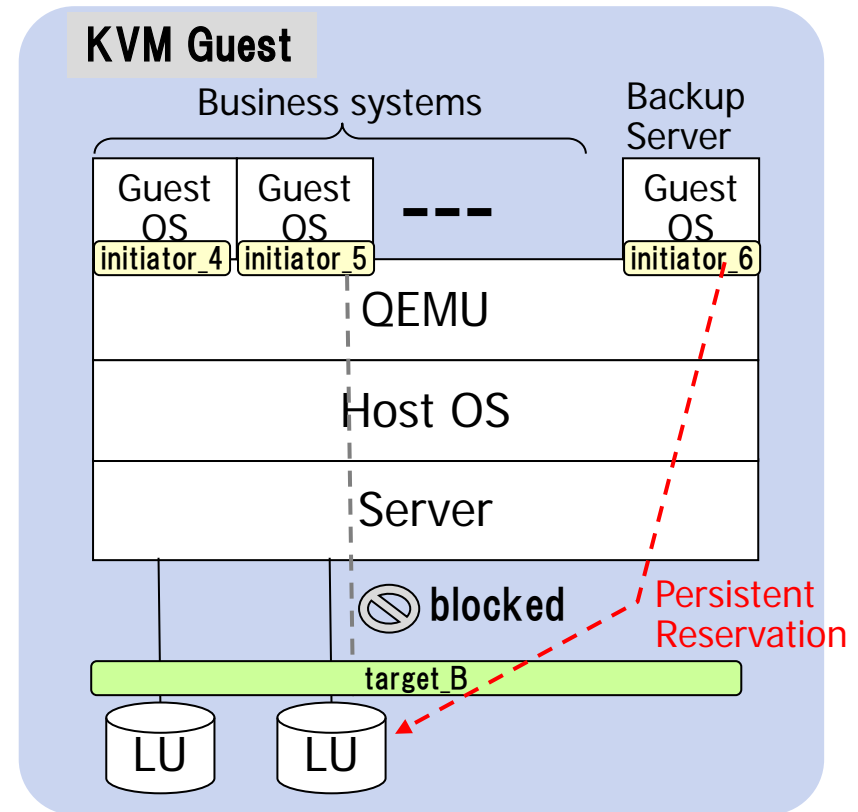 KVM Guest
Business systems
Backup
Server
Guest
OS
Guest
OS
---
Guest
OS
initiator_4
initiator_5
initiator_6
QEMU
Host OS
Server
blocked
Persistent
Reservation
target_B
LU
LU